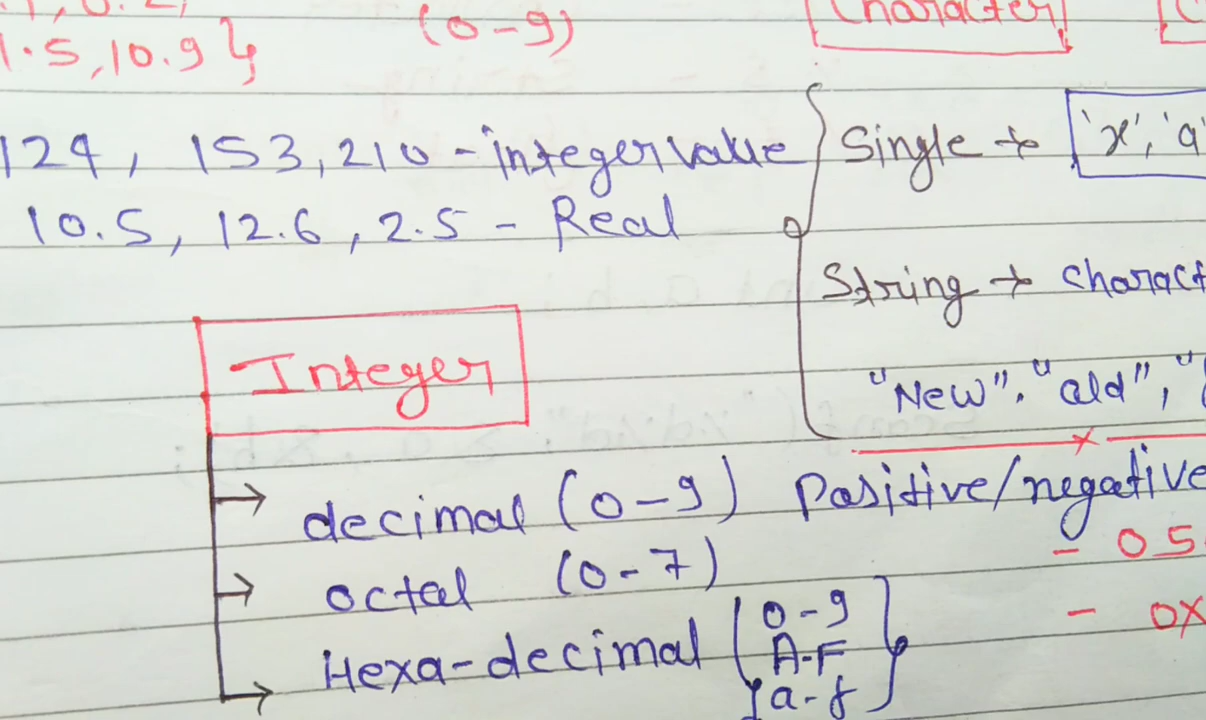 1.5, 10.9}
(0-9)
Character
124, 153, 210 - integer value
10.5, 12.6, 2.5 - Real
Single → 'x', 'a'
String → charact
"New", "old", "
Integer
→ decimal (0-9) Positive/negative
- 05
→ octal (0-7)
- 0X
→ Hexa-decimal (0-9
A-F
a-f)